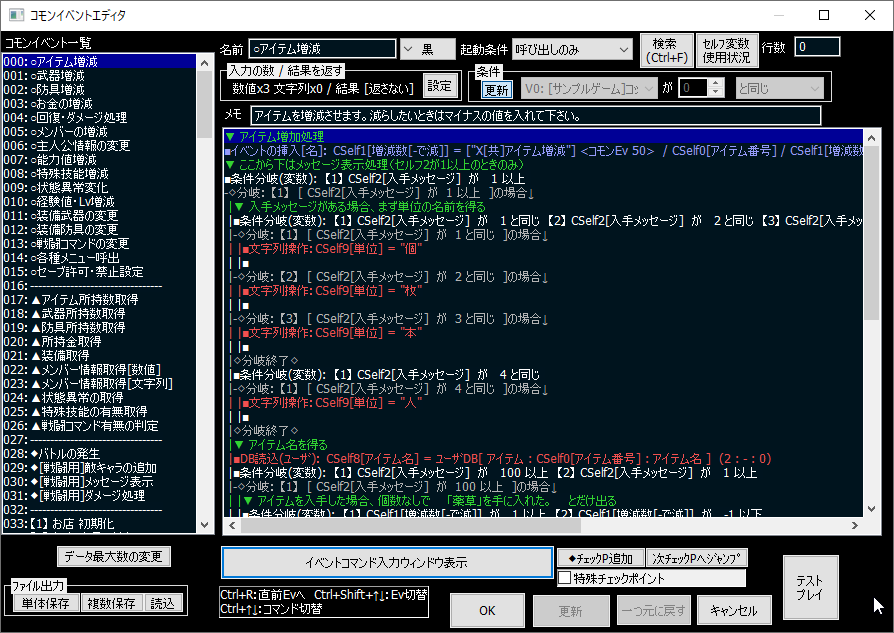 コモンイベントエディタ
コモンイベント一覧
000:○アイテム増減
001:○武器増減
002:○防具増減
003:○お金の増減
004:○回復・ダメージ処理
005:○メンバーの増減
006:○主人公情報の変更
007:○能力値増減
008:○特殊技能増減
009:○状態異常変化
010:○経験値・Lv増減
011:○装備武器の変更
012:○装備防具の変更
013:○戦闘コマンドの変更
014:○各種メニュー呼出
015:○セーブ許可・禁止設定
016:------------------------
017:▲アイテム所持数取得
018:▲武器所持数取得
019:▲防具所持数取得
020:▲所持金取得
021:▲装備取得
022:▲メンバー情報取得[数値]
023:▲メンバー情報取得[文字列]
024:▲状態異常の取得
025:▲特殊技能の有無取得
026:▲戦闘コマンド有無の判定
027:------------------------
028:◆バトルの発生
029:◆[戦闘用]敵キャラの追加
030:◆[戦闘用]メッセージ表示
031:◆[戦闘用]ダメージ処理
032:------------------------
033:【1】お店 初期化
データ最大数の変更
ファイル出力
単体保存 複数保存 読込
名前 ○アイテム増減 黒 起動条件 呼び出しのみ 検索 (Ctrl+F) セルフ変数 使用状況 行数 0
入力の数 / 結果を返す
数値x3 文字列x0 / 結果 [返さない] 設定
条件
更新 V0: [サンプルゲーム]コッ が 0 と同じ
メモ アイテムを増減させます。減らしたいときはマイナスの値を入れて下さい。
▼ アイテム増加処理
■イベントの挿入[名]: CSelf1[増減数[-で減]] = ["X[共]アイテム増減"] <コモンEv 50> / CSelf0[アイテム番号] / CSelf1[増減数
▼ ここから下はメッセージ表示処理(セルフ2が1以上のときのみ)
■条件分岐(変数): 【1】 CSelf2[入手メッセージ] が 1 以上
-◇分岐: 【1】 [ CSelf2[入手メッセージ] が 1 以上 ]の場合↓
|▼ 入手メッセージがある場合、まず単位の名前を得る
|■条件分岐(変数): 【1】 CSelf2[入手メッセージ] が 1 と同じ 【2】 CSelf2[入手メッセージ] が 2 と同じ 【3】 CSelf2[入手メッ
|-◇分岐: 【1】 [ CSelf2[入手メッセージ] が 1 と同じ ]の場合↓
| |■文字列操作: CSelf9[単位] = "個"
| |■
|-◇分岐: 【2】 [ CSelf2[入手メッセージ] が 2 と同じ ]の場合↓
| |■文字列操作: CSelf9[単位] = "枚"
| |■
|-◇分岐: 【3】 [ CSelf2[入手メッセージ] が 3 と同じ ]の場合↓
| |■文字列操作: CSelf9[単位] = "本"
| |■
|◇分岐終了◇
|■条件分岐(変数): 【1】 CSelf2[入手メッセージ] が 4 と同じ
|-◇分岐: 【1】 [ CSelf2[入手メッセージ] が 4 と同じ ]の場合↓
| |■文字列操作: CSelf9[単位] = "人"
| |■
|◇分岐終了◇
|▼ アイテム名を得る
|■DB読込(ユーザ): CSelf8[アイテム名] = ユーザDB[ アイテム : CSelf0[アイテム番号] : アイテム名 ] (2 : - : 0)
|■条件分岐(変数): 【1】 CSelf2[入手メッセージ] が 100 以上 【2】 CSelf2[入手メッセージ] が 1 以上
|-◇分岐: 【1】 [ CSelf2[入手メッセージ] が 100 以上 ]の場合↓
| |▼ アイテムを入手した場合、個数なしで 「薬草」を手に入れた。 とだけ出る
| |■条件分岐(変数): 【1】 CSelf1[増減数[-で減]] が 1 以上 【2】 CSelf1[増減数[-で減]] が -1 以下
イベントコマンド入力ウィンドウ表示
◆チェックP追加 次チェックPへジャンプ
特殊チェックポイント
Ctrl+R:直前Evへ Ctrl+Shift+↑↓:Ev切替
Ctrl+↑↓:コマンド切替
OK 更新 一つ元に戻す キャンセル
テスト
プレイ